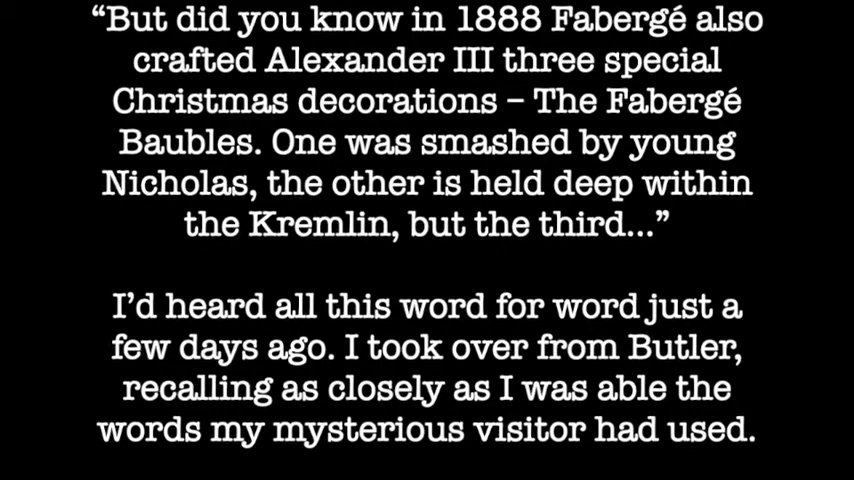 “But did you know in 1888 Fabergé also
crafted Alexander III three special
Christmas decorations – The Fabergé
Baubles. One was smashed by young
Nicholas, the other is held deep within
the Kremlin, but the third...”
I’d heard all this word for word just a
few days ago. I took over from Butler,
recalling as closely as I was able the
words my mysterious visitor had used.